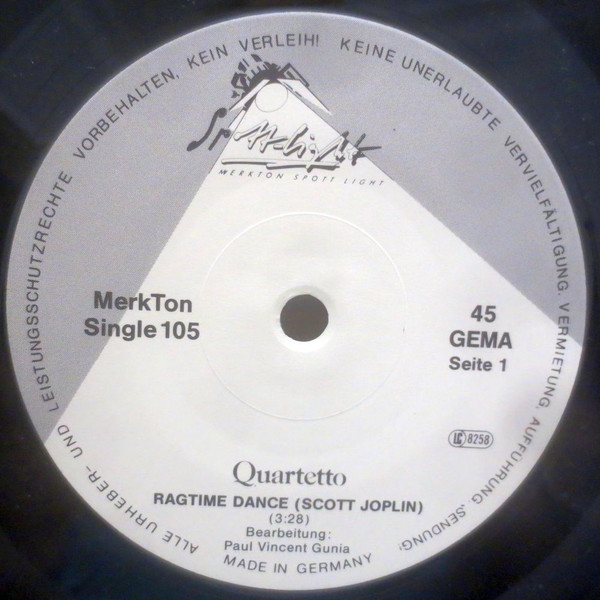 ALLE URHEBER- UND LEISTUNGSSCHUTZRECHTE VORBEHALTEN, KEIN VERLEIH! KEINE UNERLAUBTE VERVIELFÄLTIGUNG. VERMIETUNG. AUFFÜHRUNG „SENDUNG!
Spottlight
MERKTON SPOTT LIGHT
MerkTon
Single 105
45
GEMA
Seite 1
LC 8258
Quartetto
RAGTIME DANCE (SCOTT JOPLIN)
(3:28)
Bearbeitung:
Paul Vincent Gunia
MADE IN GERMANY